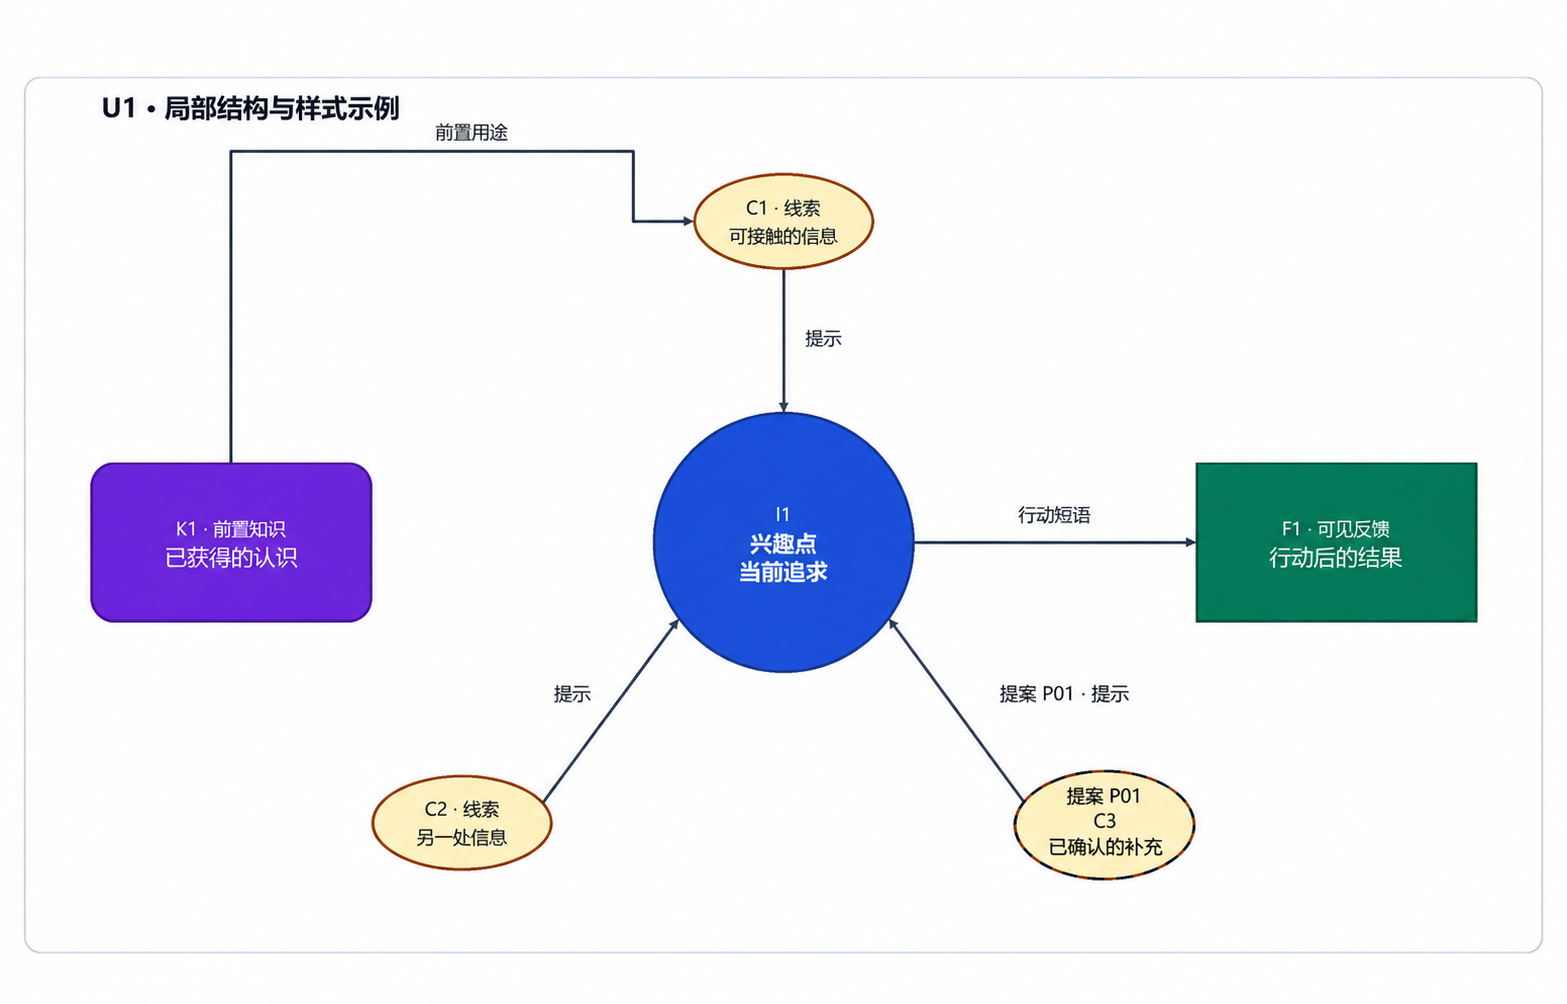 U1 · 局部结构与样式示例
前置用途
C1 · 线索
可接触的信息
提示
K1 · 前置知识
已获得的认识
I1
兴趣点
当前追求
行动短语
F1 · 可见反馈
行动后的结果
提示
提案 P01 · 提示
C2 · 线索
另一处信息
提案 P01
C3
已确认的补充